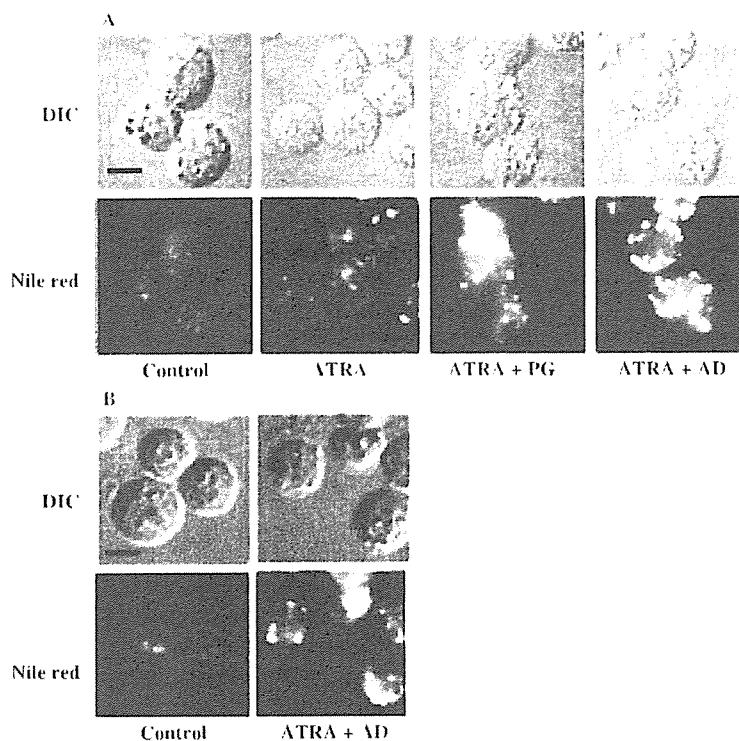 A
DIC
Nile red
Control ATRA ATRA + PG ATRA + AD
B
DIC
Nile red
Control ATRA + AD